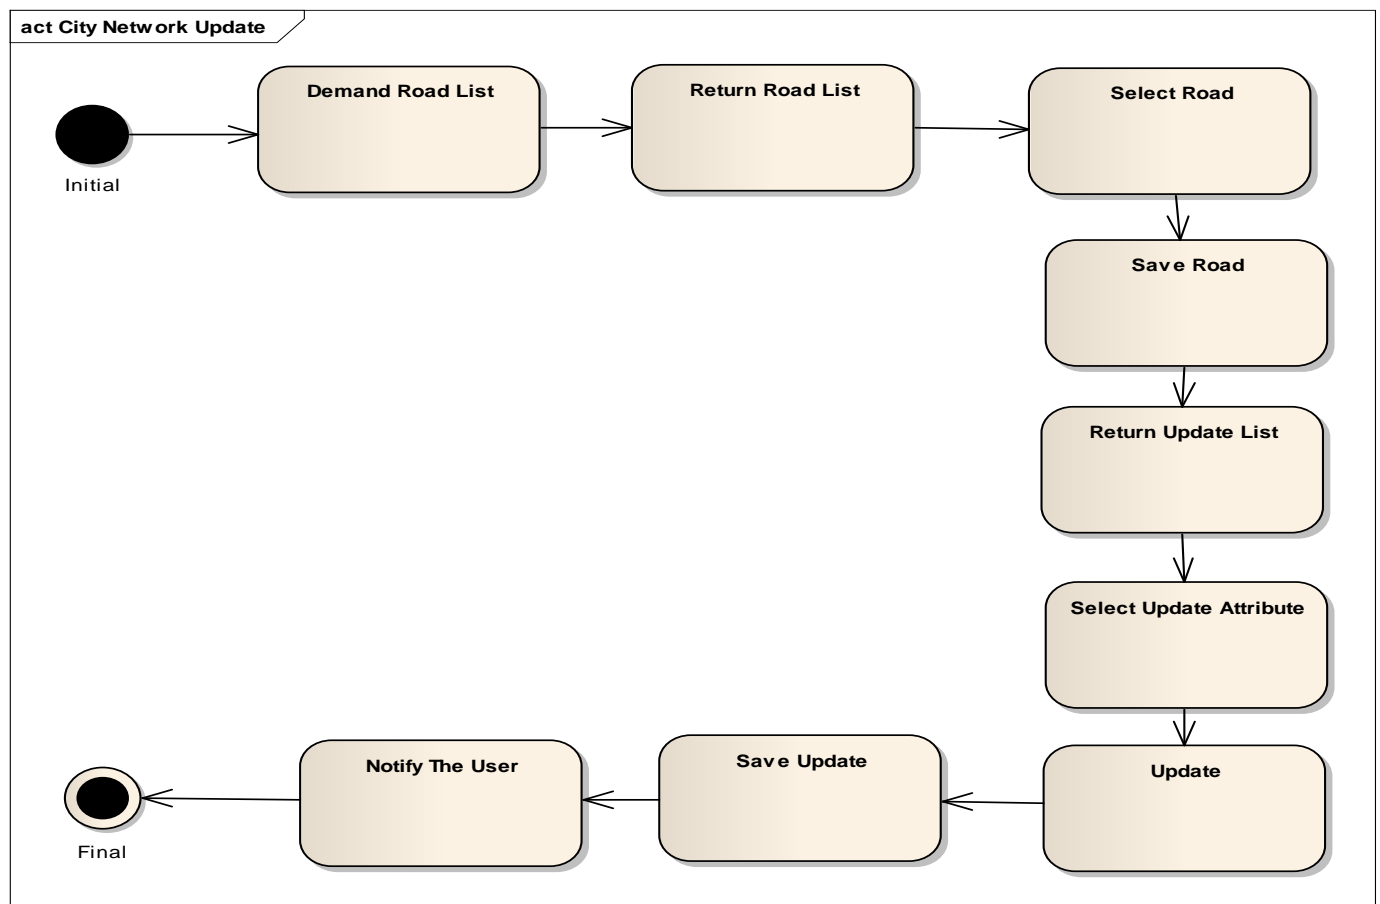 act City Network Update
Demand Road List
Return Road List
Select Road
Initial
Save Road
Return Update List
Select Update Attribute
Notify The User
Save Update
Update
Final